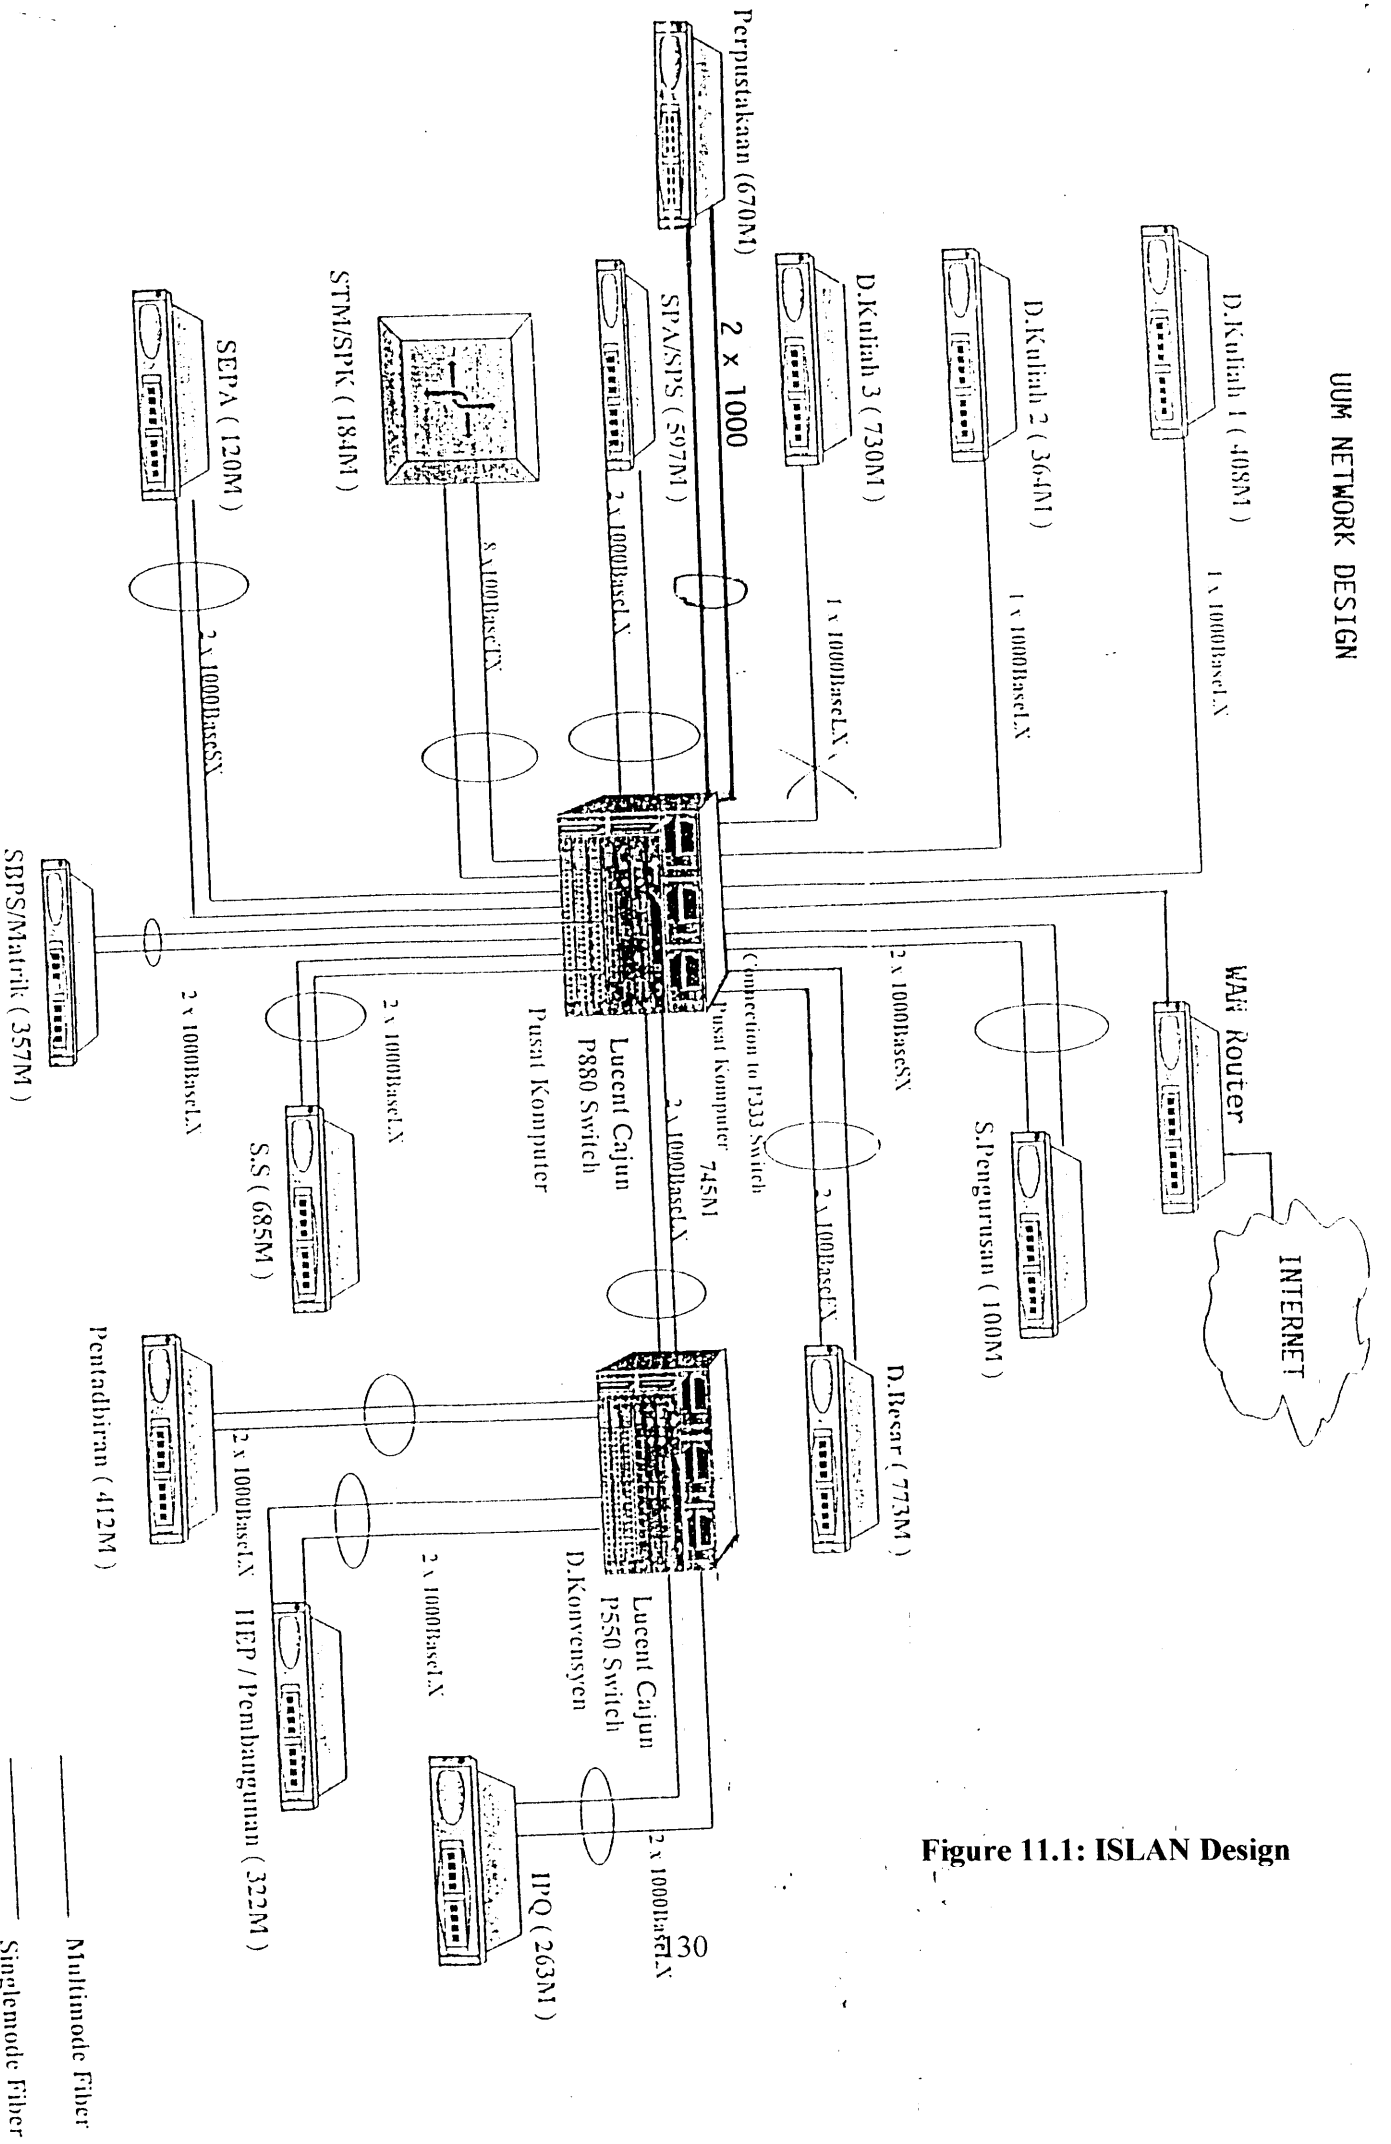 UUM NETWORK DESIGN
D.Kuliah 1 ( 408M )
1 x 1000BaseLX
WAN Router
INTERNET
D.Kuliah 2 ( 364M )
1 x 1000BaseLX
S.Pengurusan ( 100M )
2 x 1000BaseSX
D.Kuliah 3 ( 730M )
1 x 1000BaseLX
D.Besar ( 773M )
2 x 100BaseFX
Perpustakaan (670M)
2 x 1000
Connection to P333 Switch
Pusat Komputer 745M
SPA/SPS ( 597M )
2 x 1000BaseLX
2 x 1000BaseLX
Lucent Cajun
P880 Switch
Pusat Komputer
Lucent Cajun
P550 Switch
D.Konvensyen
2 x 1000BaseLX
STM/SPK ( 184M )
8 x100BaseTX
IPQ ( 263M )
2 x 1000BaseLX
2 x 1000BaseLX
SEPA ( 120M )
2 x 1000BaseSX
S.S ( 685M )
2 x 1000BaseLX
HEP / Pembangunan ( 322M )
2 x 1000BaseLX
SBPS/Matrik ( 357M )
Pentadbiran ( 412M )
Multimode Fiber
Singlemode Fiber
Figure 11.1: ISLAN Design
130